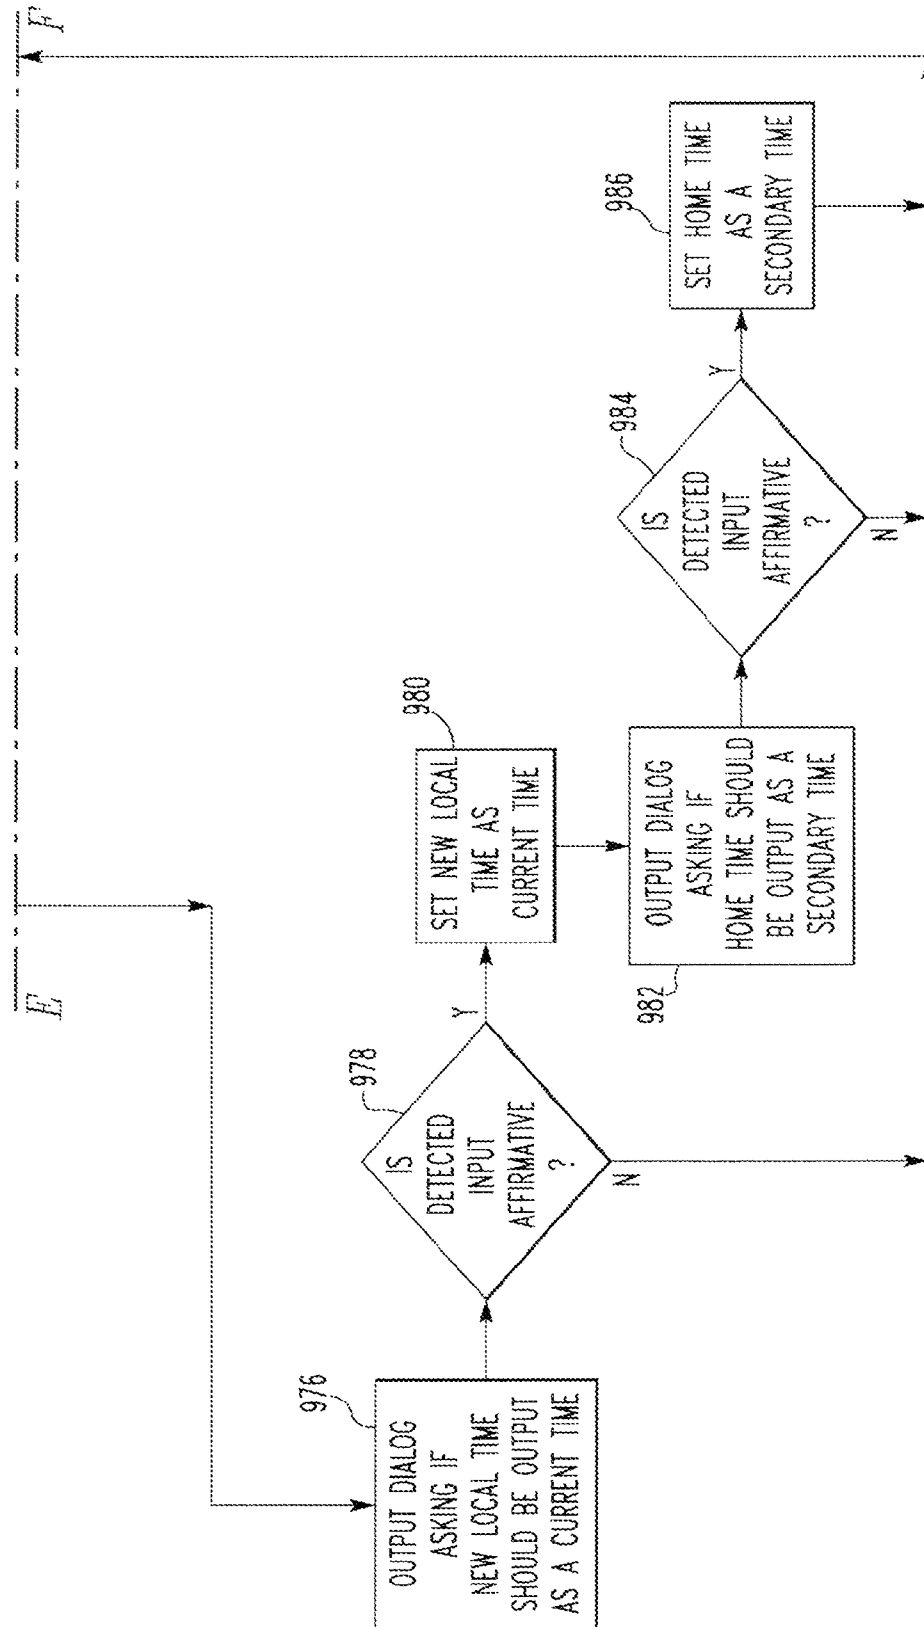 E
F
976
OUTPUT DIALOG
ASKING IF
NEW LOCAL TIME
SHOULD BE OUTPUT
AS A CURRENT TIME
978
IS
DETECTED
INPUT
AFFIRMATIVE
?
Y
N
980
SET NEW LOCAL
TIME AS
CURRENT TIME
982
OUTPUT DIALOG
ASKING IF
HOME TIME SHOULD
BE OUTPUT AS A
SECONDARY TIME
984
IS
DETECTED
INPUT
AFFIRMATIVE
?
Y
N
986
SET HOME TIME
AS A
SECONDARY TIME